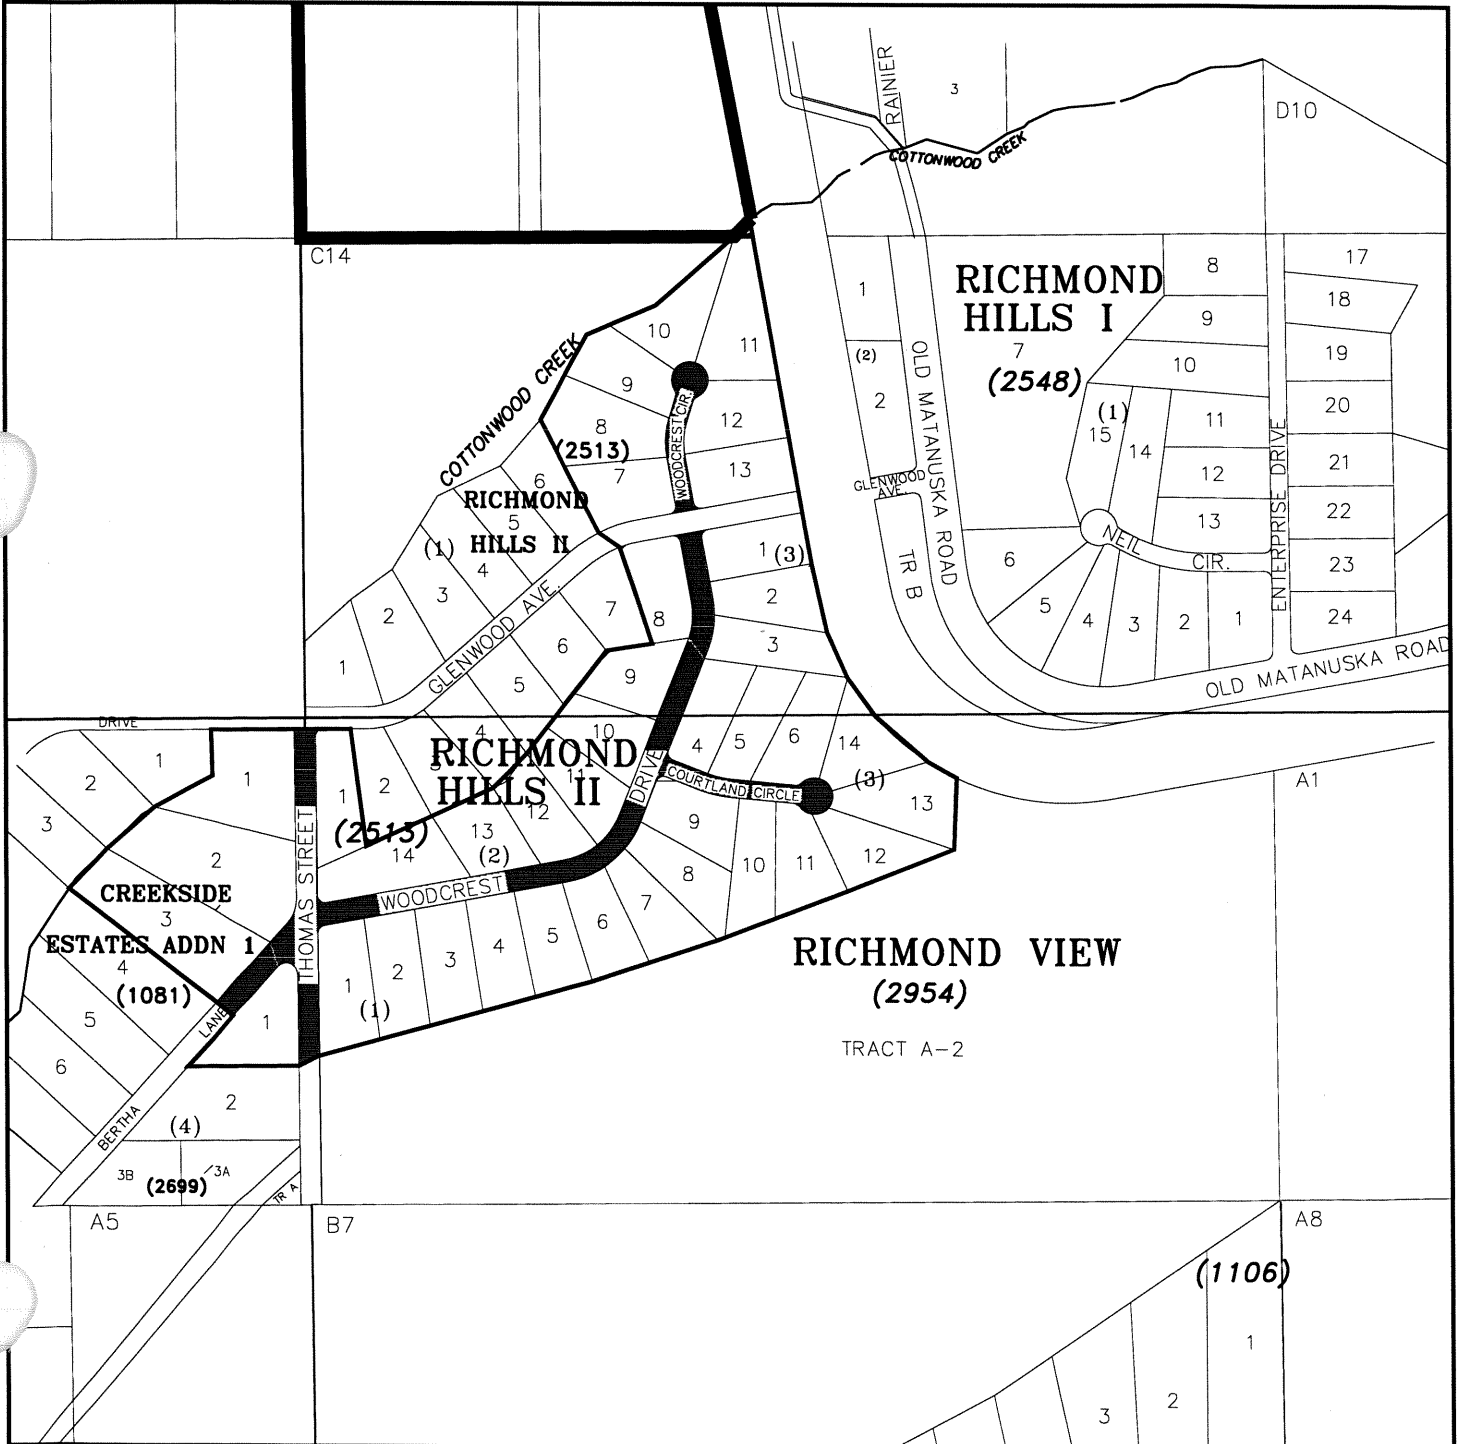 RAINIER
3
D10
COTTONWOOD CREEK
C14
RICHMOND
HILLS I
7
(2548)
8
17
18
9
19
10
1
(2)
2
OLD MATANUSKA ROAD
(1)
15
14
11
20
12
21
13
22
23
24
ENTERPRISE DRIVE
GLENWOOD
AVE.
TR B
NEIL
CIR.
6
5
4
3
2
1
OLD MATANUSKA ROAD
COTTONWOOD CREEK
10
11
9
8
(2513)
7
12
13
WOODCREST CIR.
6
RICHMOND
5
HILLS II
(1)
4
3
2
1
GLENWOOD AVE.
1
(3)
2
3
7
8
6
9
5
4
10
3
RICHMOND
HILLS II
11
12
(2513)
13
14
(2)
2
1
DRIVE
COURTLAND CIRCLE
4
5
6
14
(3)
13
9
8
10
11
12
7
6
5
4
3
2
1
(1)
WOODCREST
THOMAS STREET
DRIVE
1
2
3
1
2
CREEKSIDE
3
ESTATES ADDN 1
4
(1081)
5
6
LANE
1
BERTHA
2
(4)
3B
(2699)
3A
TR A
RICHMOND VIEW
(2954)
TRACT A-2
A1
A5
B7
A8
(1106)
1
2
3